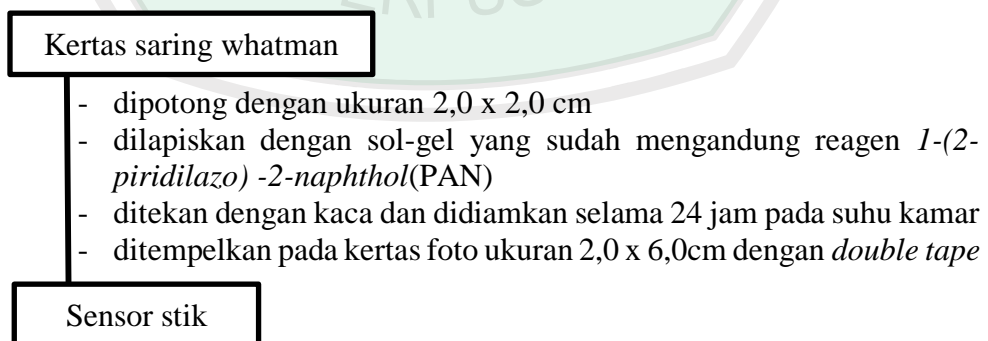 Kertas saring whatman
- dipotong dengan ukuran 2,0 x 2,0 cm
- dilapiskan dengan sol-gel yang sudah mengandung reagen 1-(2-
piridilazo) -2-naphthol(PAN)
- ditekan dengan kaca dan didiamkan selama 24 jam pada suhu kamar
- ditempelkan pada kertas foto ukuran 2,0 x 6,0cm dengan double tape
Sensor stik